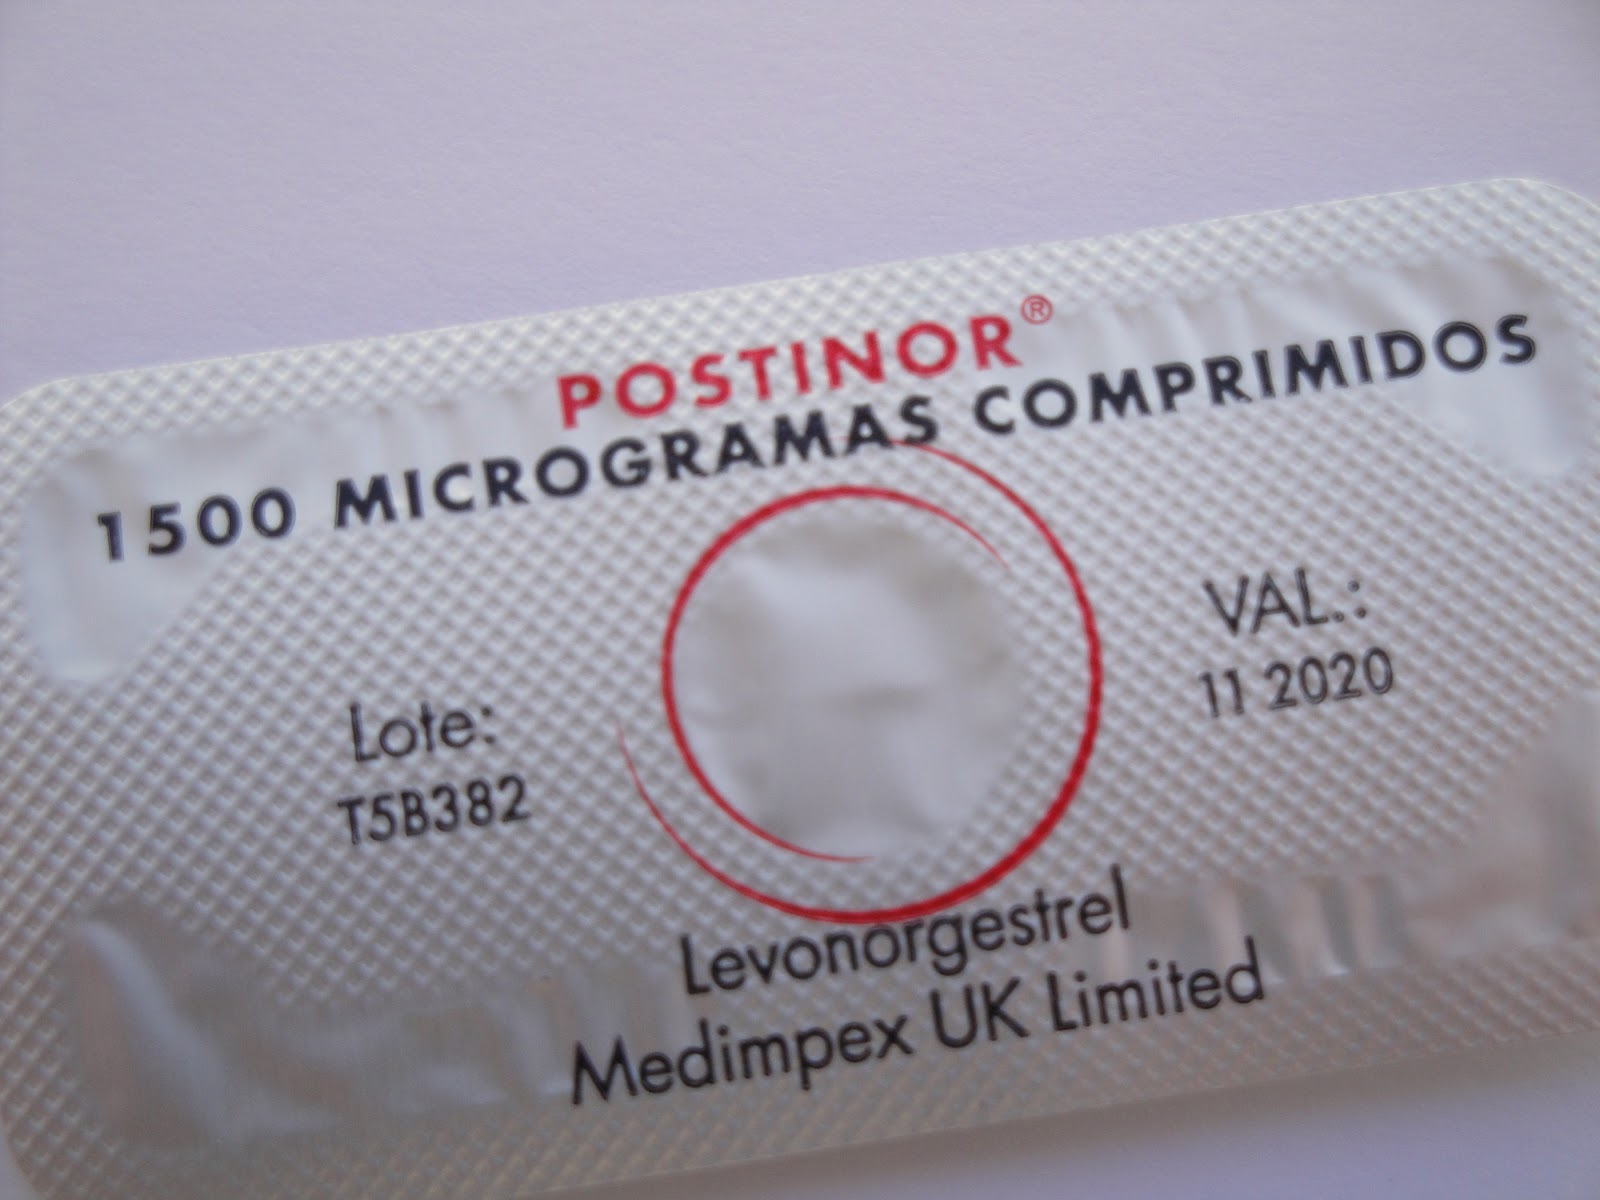 POSTINOR®
1500 MICROGRAMAS COMPRIMIDOS
VAL.:
11 2020
Lote:
T5B382
Levonorgestrel
Medimpex UK Limited